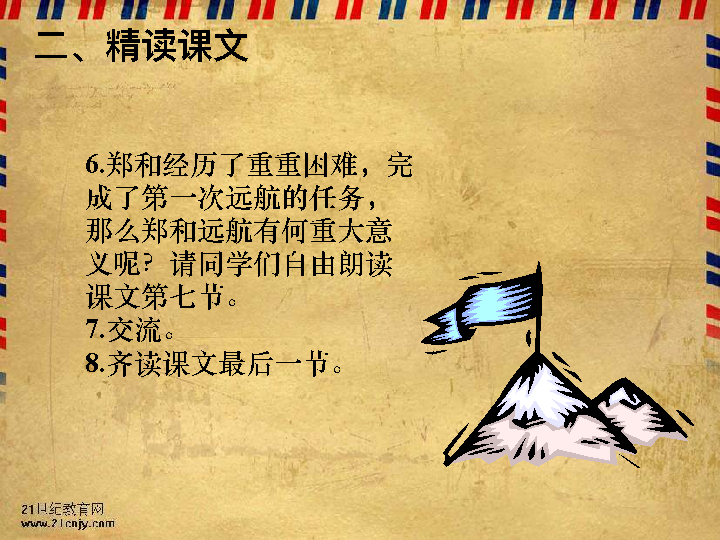 二、精读课文
6.郑和经历了重重困难，完
成了第一次远航的任务，
那么郑和远航有何重大意
义呢？请同学们自由朗读
课文第七节。
7.交流。
8.齐读课文最后一节。
21世纪教育网
www.21cnjy.com